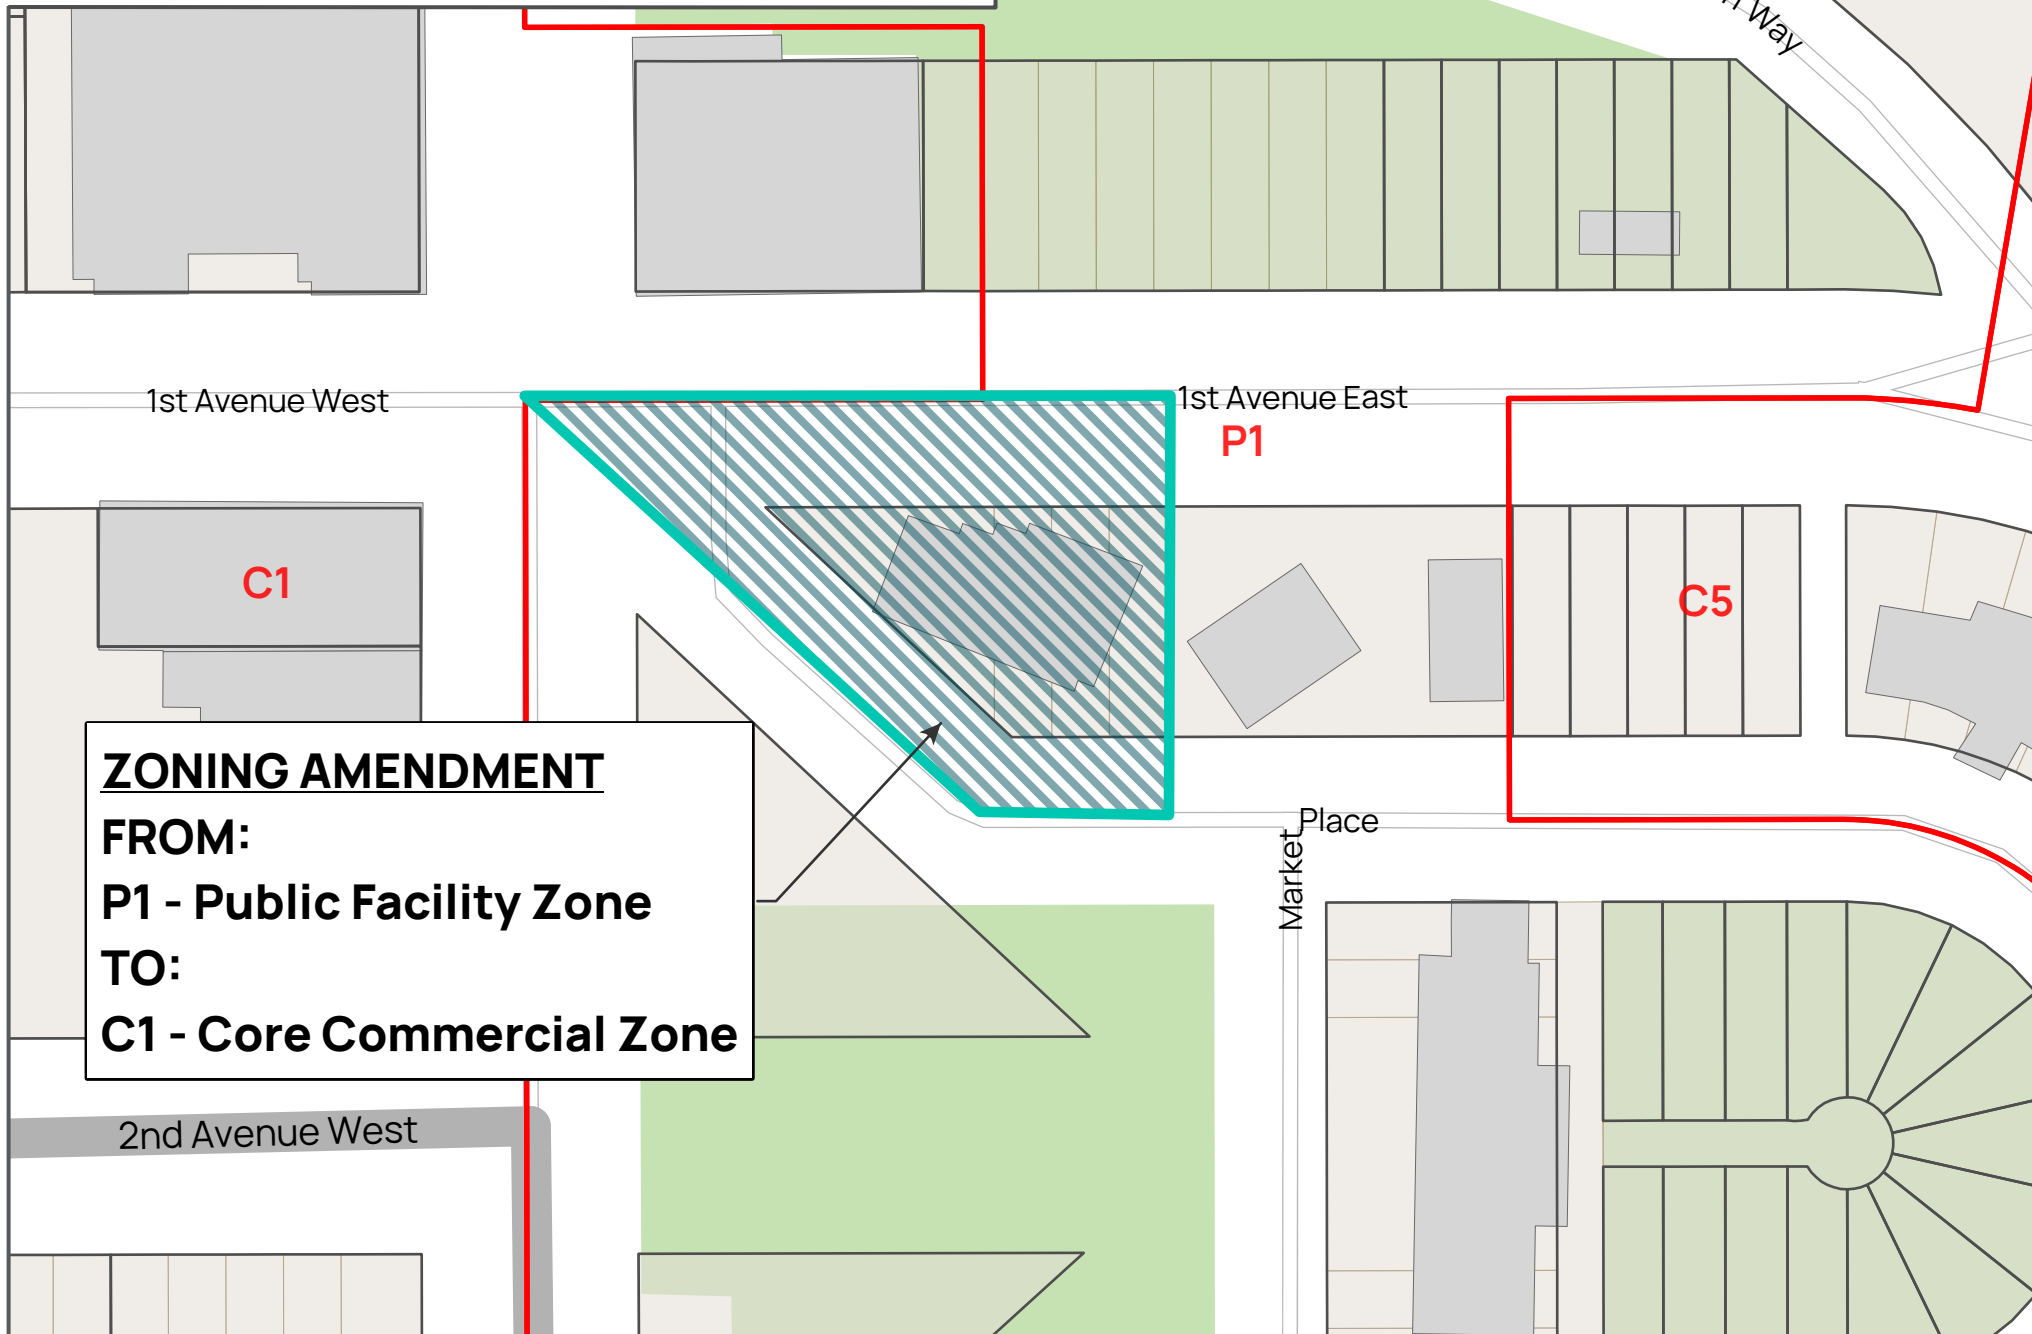 Way
1st Avenue West
1st Avenue East
P1
C1
C5
ZONING AMENDMENT
FROM:
P1 - Public Facility Zone
TO:
C1 - Core Commercial Zone
Market
Place
2nd Avenue West